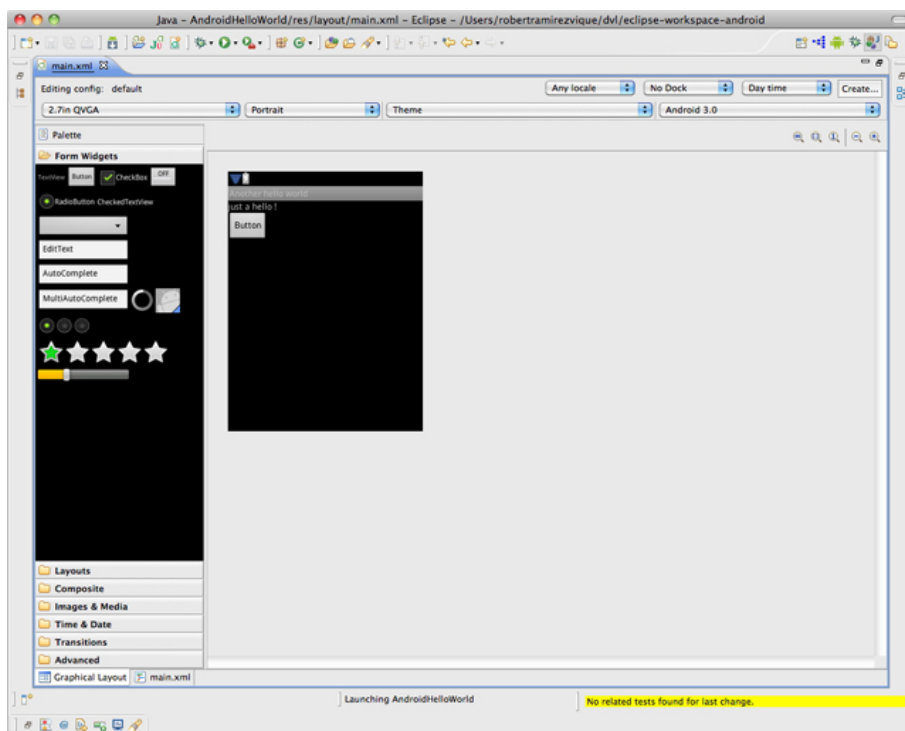 Java – AndroidHelloWorld/res/layout/main.xml – Eclipse – /Users/robertramirezvique/dvl/eclipse-workspace-android
main.xml
Editing config: default
Any locale
No Dock
Day time
Create...
2.7in QVGA
Portrait
Theme
Android 3.0
Palette
Form Widgets
TextView
Button
CheckBox
OFF
RadioButton CheckedTextView
EditText
AutoComplete
MultiAutoComplete
Another hello world
just a hello !
Button
Layouts
Composite
Images & Media
Time & Date
Transitions
Advanced
Graphical Layout
main.xml
Launching AndroidHelloWorld
No related tests found for last change.